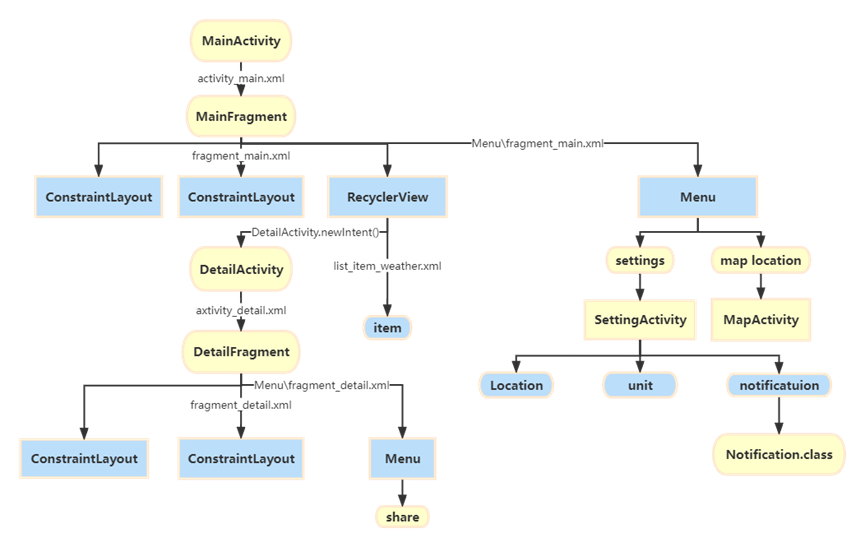 MainActivity
activity_main.xml
MainFragment
Menu\fragment_main.xml
fragment_main.xml
ConstraintLayout
ConstraintLayout
RecyclerView
Menu
DetailActivity.newIntent()
settings
map location
DetailActivity
list_item_weather.xml
axtivity_detail.xml
SettingActivity
MapActivity
item
DetailFragment
Menu\fragment_detail.xml
Location
unit
notificatuion
fragment_detail.xml
ConstraintLayout
ConstraintLayout
Menu
Notification.class
share